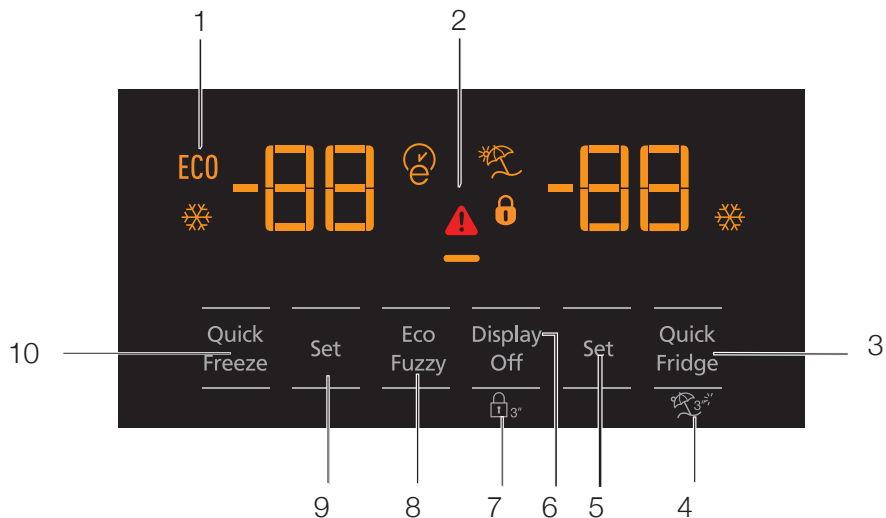 1 2
ECO -88 e -88
Quick Freeze
Set
Eco Fuzzy
Display Off
Set
Quick Fridge
10 3
3"
3"
9 8 7 6 5 4